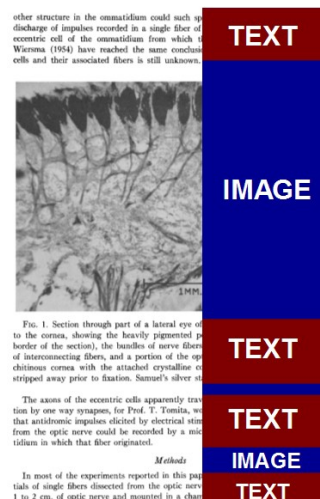 other structure in the ommatidium could such sp
discharge of impulses recorded in a single fiber of
eccentric cell of the ommatidium from which th
Wiersma (1954) have reached the same conclusi
cells and their associated fibers is still unknown.
TEXT
IMAGE
1MM.
FIG. 1. Section through part of a lateral eye of
to the cornea, showing the heavily pigmented p
border of the section), the bundles of nerve fibers
of interconnecting fibers, and a portion of the op
chitinous cornea with the attached crystalline co
stripped away prior to fixation. Samuel's silver st
TEXT
The axons of the eccentric cells apparently trav
tion by one way synapses, for Prof. T. Tomita, wo
that antidromic impulses elicited by electrical stim
from the optic nerve could be recorded by a mic
tidium in which that fiber originated.
TEXT
Methods
IMAGE
In most of the experiments reported in this pap
tials of single fibers dissected from the optic nerv
1 to 2 cm. of optic nerve and mounted in a cham
TEXT